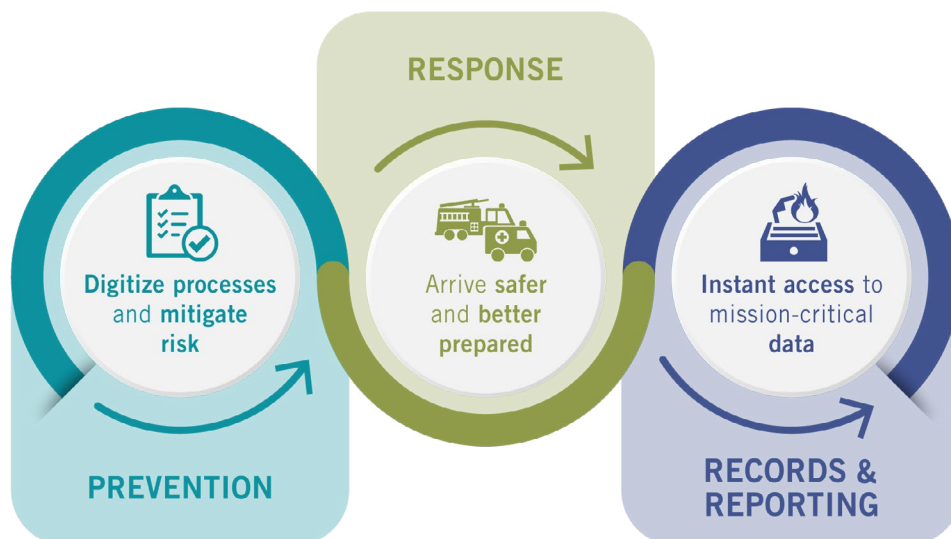 RESPONSE
Digitize processes
and mitigate
risk
PREVENTION
Arrive safer
and better
prepared
Instant access to
mission-critical
data
RECORDS &
REPORTING